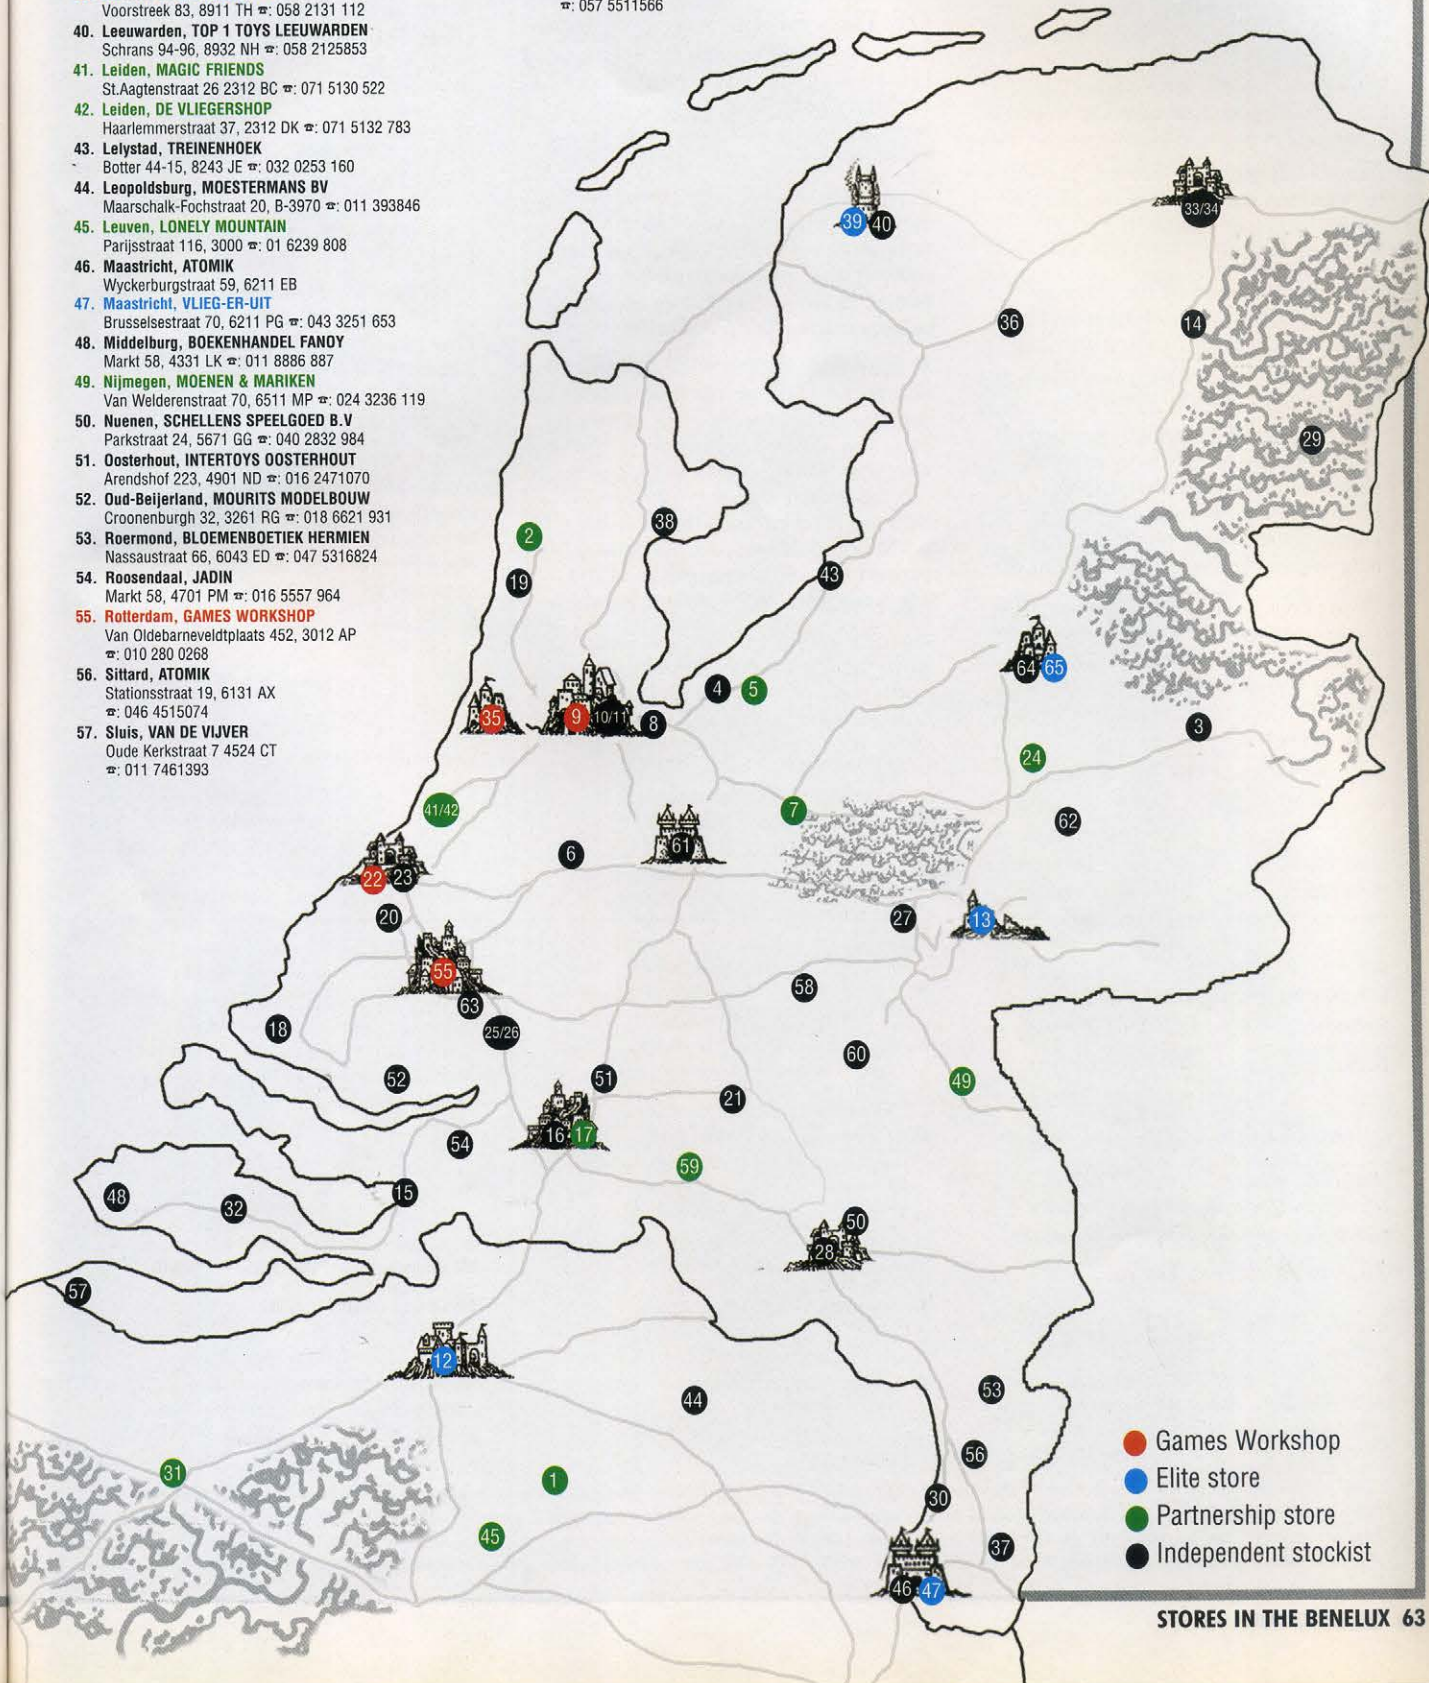 Voorstreek 83, 8911 TH ☎: 058 2131 112
40. Leeuwarden, TOP 1 TOYS LEEUWARDEN
Schrans 94-96, 8932 NH ☎: 058 2125853
41. Leiden, MAGIC FRIENDS
St.Aagtenstraat 26 2312 BC ☎: 071 5130 522
42. Leiden, DE VLIEGERSHOP
Haarlemmerstraat 37, 2312 DK ☎: 071 5132 783
43. Lelystad, TREINENHOEK
Botter 44-15, 8243 JE ☎: 032 0253 160
44. Leopoldsburg, MOESTERMANS BV
Maarschalk-Fochstraat 20, B-3970 ☎: 011 393846
45. Leuven, LONELY MOUNTAIN
Parijsstraat 116, 3000 ☎: 01 6239 808
46. Maastricht, ATOMIK
Wyckerburgstraat 59, 6211 EB
47. Maastricht, VLIEG-ER-UIT
Brusselsestraat 70, 6211 PG ☎: 043 3251 653
48. Middelburg, BOEKENHANDEL FANOY
Markt 58, 4331 LK ☎: 011 8886 887
49. Nijmegen, MOENEN & MARIKEN
Van Welderenstraat 70, 6511 MP ☎: 024 3236 119
50. Nuenen, SCHELLENS SPEELGOED B.V
Parkstraat 24, 5671 GG ☎: 040 2832 984
51. Oosterhout, INTERTOYS OOSTERHOUT
Arendshof 223, 4901 ND ☎: 016 2471070
52. Oud-Beijerland, MOURITS MODELBOUW
Croonenburgh 32, 3261 RG ☎: 018 6621 931
53. Roermond, BLOEMENBOETIEK HERMIEN
Nassaustraat 66, 6043 ED ☎: 047 5316824
54. Roosendaal, JADIN
Markt 58, 4701 PM ☎: 016 5557 964
55. Rotterdam, GAMES WORKSHOP
Van Oldebarneveldtplaats 452, 3012 AP
☎: 010 280 0268
56. Sittard, ATOMIK
Stationsstraat 19, 6131 AX
☎: 046 4515074
57. Sluis, VAN DE VIJVER
Oude Kerkstraat 7 4524 CT
☎: 011 7461393
☎: 057 5511566
39 40
33/34
36
14
29
38
2
43
19
64 65
4 5
35 9 10/11 8
3
24
41/42
7
62
6
61
22 23
20
27
13
55
58
63
18
25/26
60
52
51
49
21
16 17
54
59
15
48
32
50
28
57
12
53
44
56
31
1
30
45
37
46 47
Games Workshop
Elite store
Partnership store
Independent stockist
STORES IN THE BENELUX 63